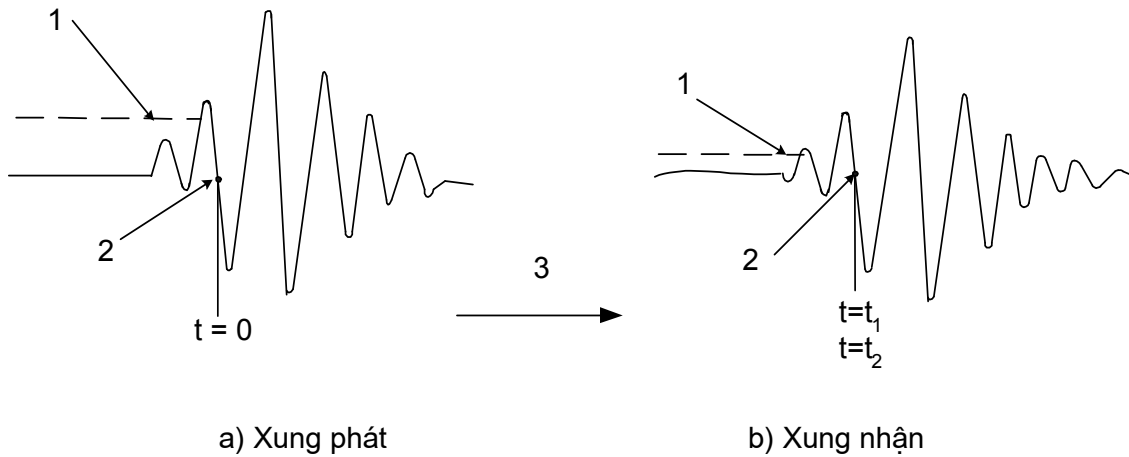 1
2
t = 0
3
1
2
t=t1
t=t2
a) Xung phát
b) Xung nhận